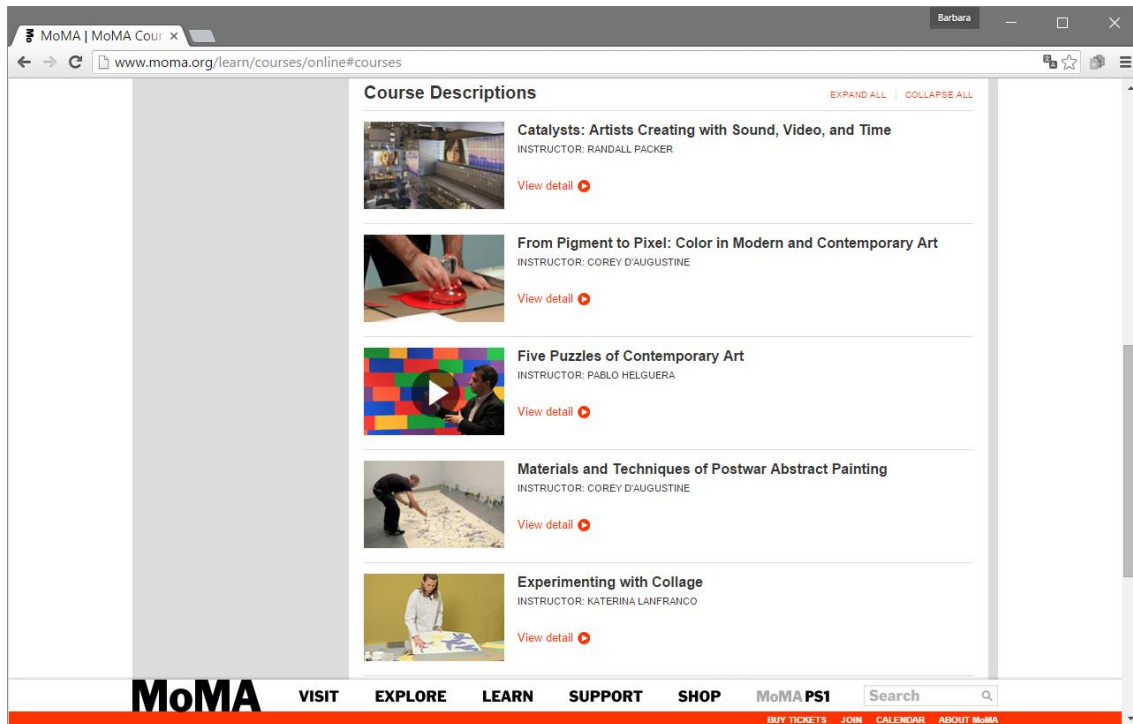 Barbara
MoMA | MoMA Cour
www.moma.org/learn/courses/online#courses
Course Descriptions
EXPAND ALL | COLLAPSE ALL
Catalysts: Artists Creating with Sound, Video, and Time
INSTRUCTOR: RANDALL PACKER
View detail
From Pigment to Pixel: Color in Modern and Contemporary Art
INSTRUCTOR: COREY D'AUGUSTINE
View detail
Five Puzzles of Contemporary Art
INSTRUCTOR: PABLO HELGUERA
View detail
Materials and Techniques of Postwar Abstract Painting
INSTRUCTOR: COREY D'AUGUSTINE
View detail
Experimenting with Collage
INSTRUCTOR: KATERINA LANFRANCO
View detail
MoMA VISIT EXPLORE LEARN SUPPORT SHOP MoMA PS1 Search
BUY TICKETS JOIN CALENDAR ABOUT MoMA